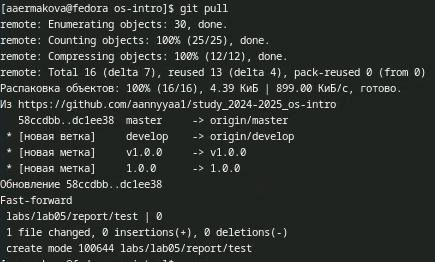 [aaermakova@fedora os-intro]$ git pull
remote: Enumerating objects: 30, done.
remote: Counting objects: 100% (25/25), done.
remote: Compressing objects: 100% (12/12), done.
remote: Total 16 (delta 7), reused 13 (delta 4), pack-reused 0 (from 0)
Распаковка объектов: 100% (16/16), 4.39 КиБ | 899.00 КиБ/с, готово.
Из https://github.com/aannyyaal/study_2024-2025_os-intro
58ccdbb..dc1ee38  master     -> origin/master
* [новая ветка]     develop    -> origin/develop
* [новая метка]     v1.0.0     -> v1.0.0
* [новая метка]     1.0.0      -> 1.0.0
Обновление 58ccdbb..dc1ee38
Fast-forward
labs/lab05/report/test | 0
1 file changed, 0 insertions(+), 0 deletions(-)
create mode 100644 labs/lab05/report/test